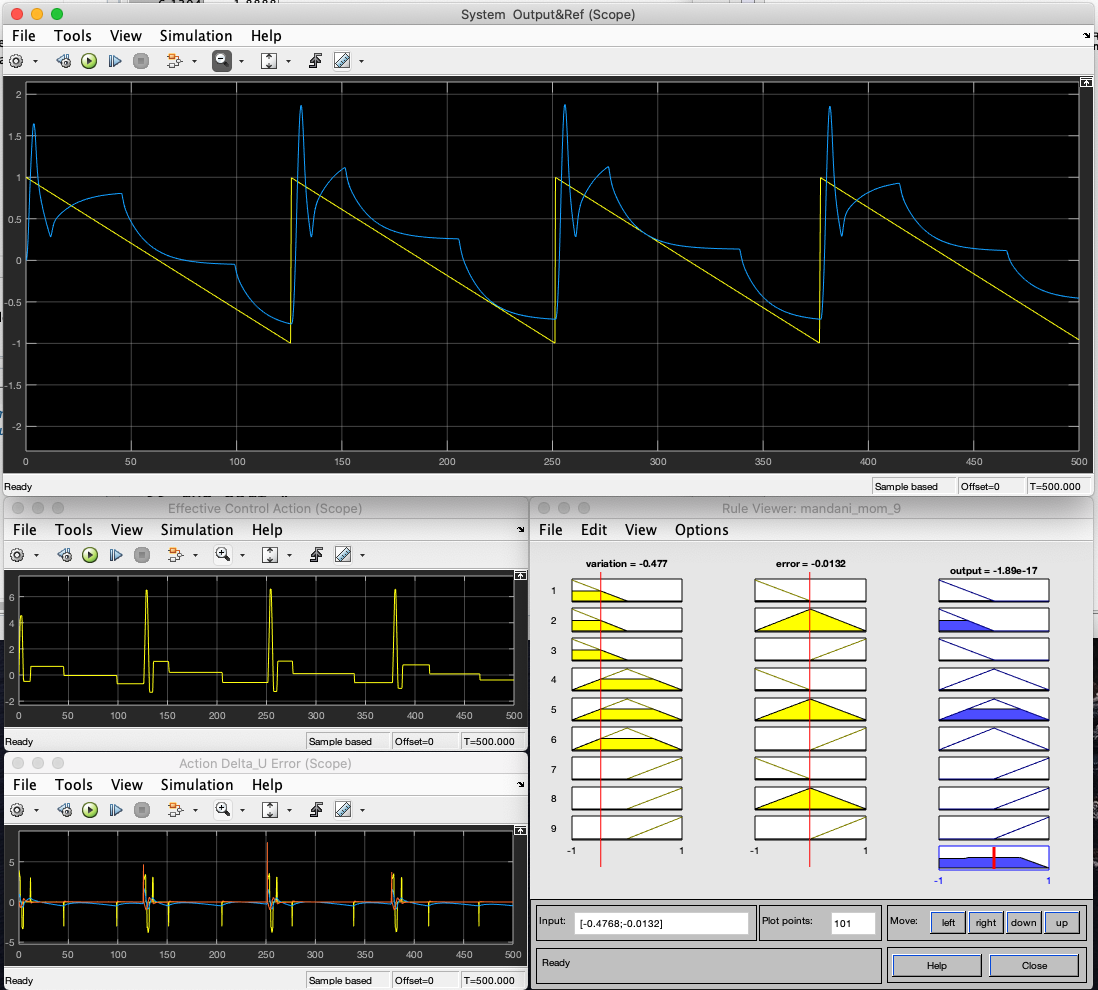 System Output&Ref (Scope)
File Tools View Simulation Help
2
1.5
1
0.5
0
-0.5
-1
-1.5
-2
0 50 100 150 200 250 300 350 400 450 500
Ready Sample based Offset=0 T=500.000
Effective Control Action (Scope)
File Tools View Simulation Help
6
4
2
0
-2
0 50 100 150 200 250 300 350 400 450 500
Ready Sample based Offset=0 T=500.000
Action Delta_U Error (Scope)
File Tools View Simulation Help
5
0
-5
0 50 100 150 200 250 300 350 400 450 500
Ready Sample based Offset=0 T=500.000
Rule Viewer: mandani_mom_9
File Edit View Options
variation = -0.477 error = -0.0132 output = -1.89e-17
1
2
3
4
5
6
7
8
9
-1 1 -1 1
-1 1
Input: [-0.4768;-0.0132] Plot points: 101 Move: left right down up
Ready Help Close